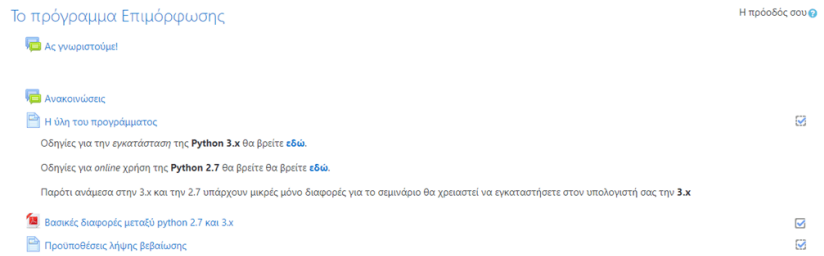 Το πρόγραμμα Επιμόρφωσης
Η πρόοδός σου
Ας γνωριστούμε!
Ανακοινώσεις
Η ύλη του προγράμματος
Οδηγίες για την εγκατάσταση της Python 3.x θα βρείτε εδώ.
Οδηγίες για online χρήση της Python 2.7 θα βρείτε θα βρείτε εδώ.
Παρότι ανάμεσα στην 3.x και την 2.7 υπάρχουν μικρές μόνο διαφορές για το σεμινάριο θα χρειαστεί να εγκαταστήσετε στον υπολογιστή σας την 3.x
Βασικές διαφορές μεταξύ python 2.7 και 3.x
Προϋποθέσεις λήψης βεβαίωσης